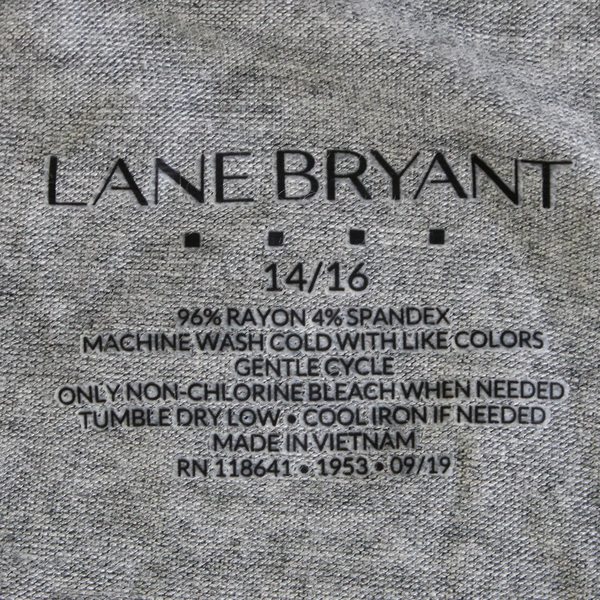 LANE BRYANT
14/16
96% RAYON 4% SPANDEX
MACHINE WASH COLD WITH LIKE COLORS
GENTLE CYCLE
ONLY NON-CHLORINE BLEACH WHEN NEEDED
TUMBLE DRY LOW • COOL IRON IF NEEDED
MADE IN VIETNAM
RN 118641 • 1953 • 09/19